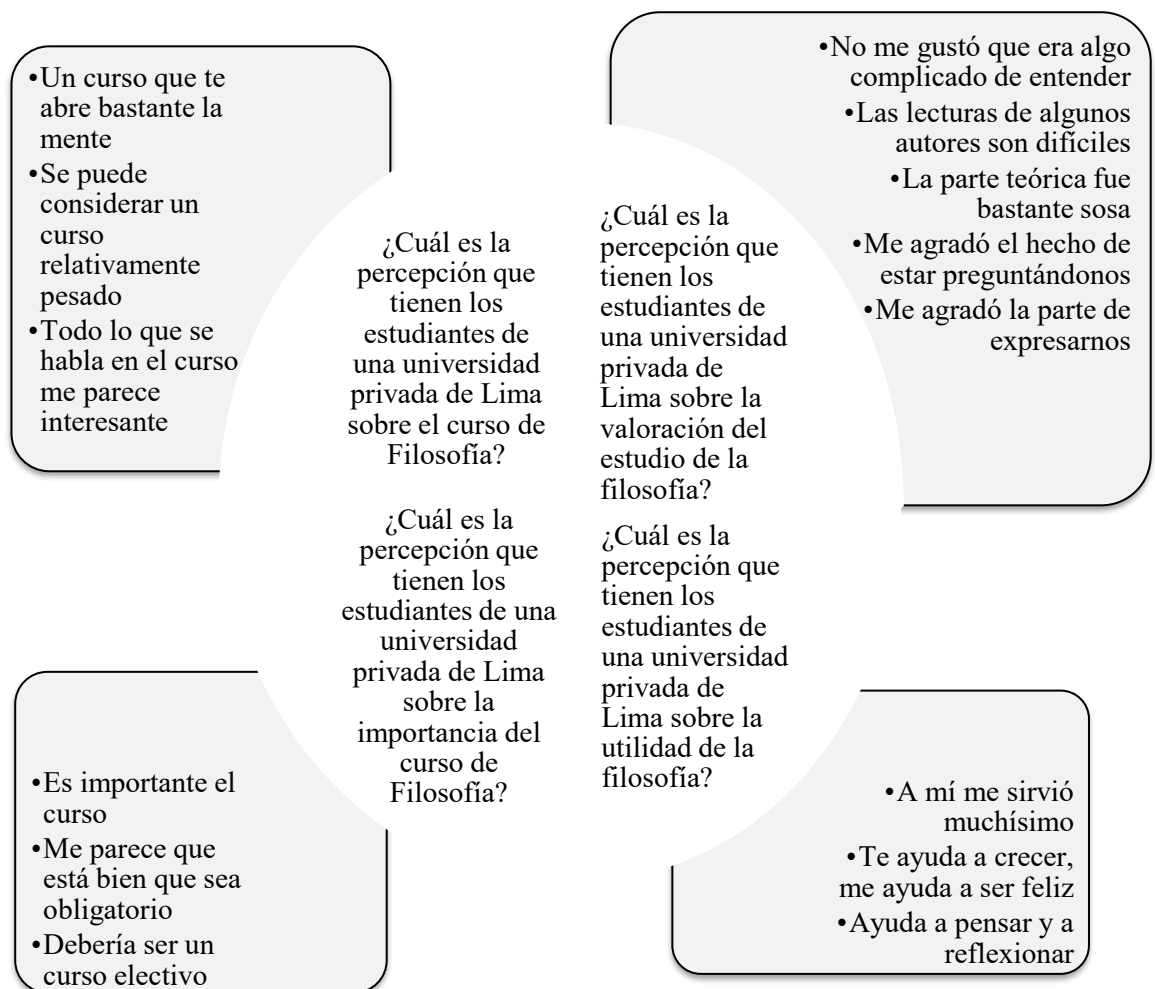 •Un curso que te
abre bastante la
mente
•Se puede
considerar un
curso
relativamente
pesado
•Todo lo que se
habla en el curso
me parece
interesante
•No me gustó que era algo
complicado de entender
•Las lecturas de algunos
autores son difíciles
•La parte teórica fue
bastante sosa
•Me agradó el hecho de
estar preguntándonos
•Me agradó la parte de
expresarnos
¿Cuál es la
percepción que
tienen los
estudiantes de
una universidad
privada de Lima
sobre el curso de
Filosofía?
¿Cuál es la
percepción que
tienen los
estudiantes de
una universidad
privada de
Lima sobre la
valoración del
estudio de la
filosofía?
¿Cuál es la
percepción que
tienen los
estudiantes de una
universidad
privada de Lima
sobre la
importancia del
curso de
Filosofía?
¿Cuál es la
percepción que
tienen los
estudiantes de
una universidad
privada de
Lima sobre la
utilidad de la
filosofía?
•Es importante el
curso
•Me parece que
está bien que sea
obligatorio
•Debería ser un
curso electivo
•A mí me sirvió
muchísimo
•Te ayuda a crecer,
me ayuda a ser feliz
•Ayuda a pensar y a
reflexionar